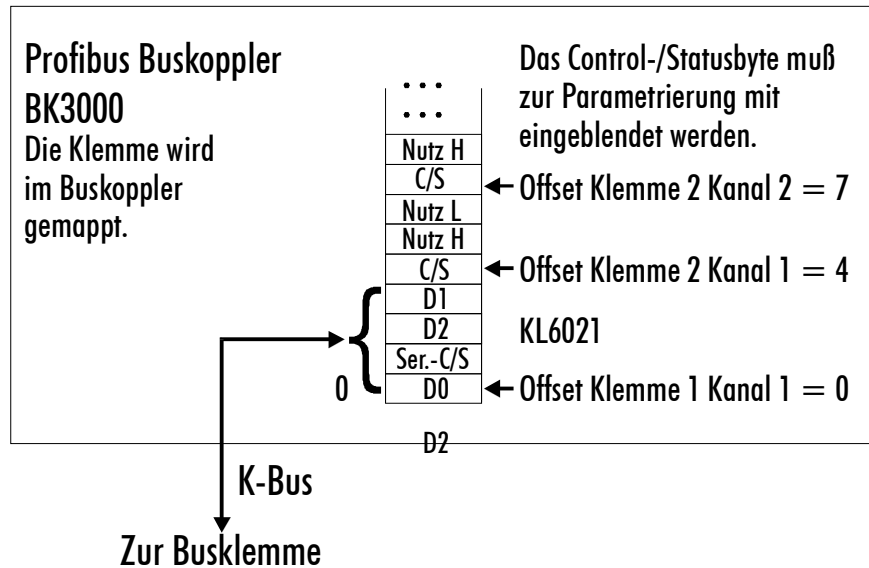 Profibus Buskoppler
BK3000
Die Klemme wird
im Buskoppler
gemappt.
Das Control-/Statusbyte muß
zur Parametrierung mit
eingeblendet werden.
Nutz H
C/S
Offset Klemme 2 Kanal 2 = 7
Nutz L
Nutz H
C/S
Offset Klemme 2 Kanal 1 = 4
D1
D2
KL6021
Ser.-C/S
0
D0
Offset Klemme 1 Kanal 1 = 0
D2
K-Bus
Zur Busklemme